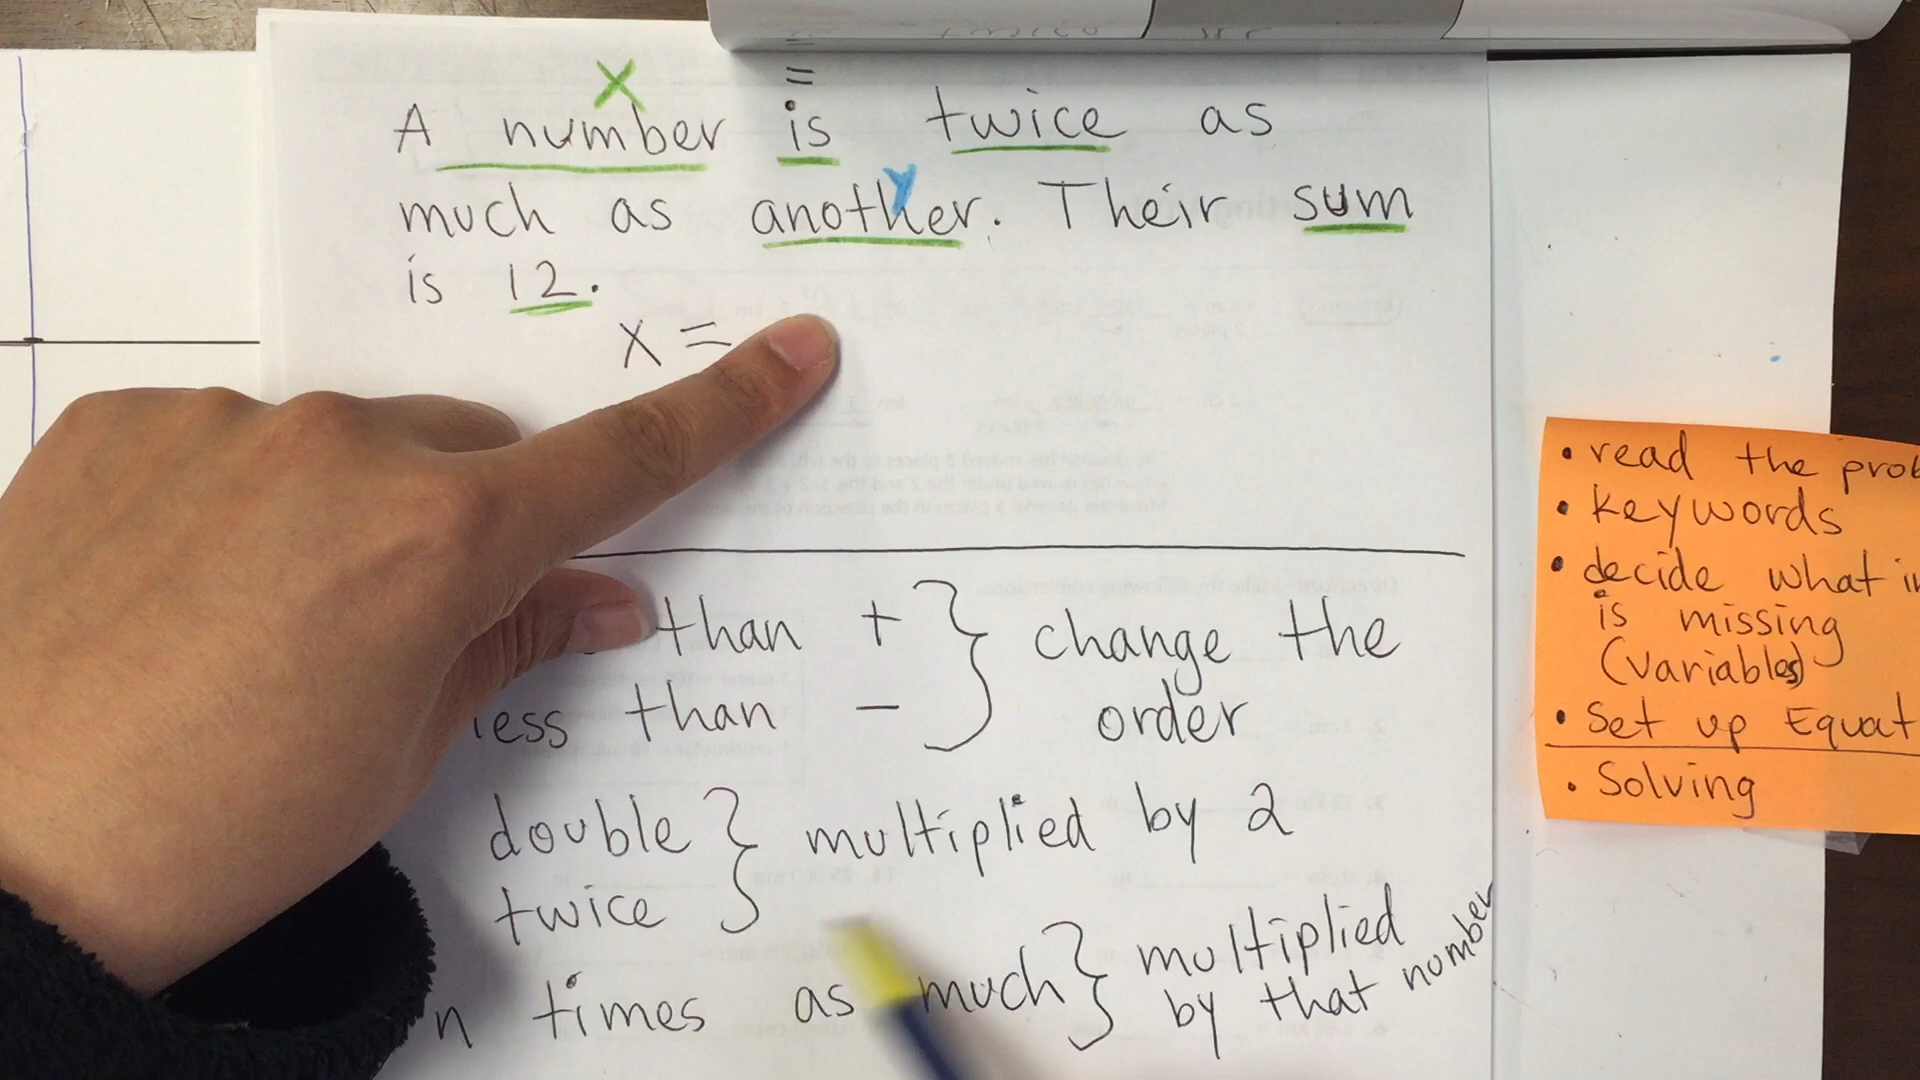 X =
A number is twice as
y
much as another. Their sum
is 12.
X =
than + } change the
less than - } order
double } multiplied by 2
twice
n times as much } multiplied
by that number
• read the prob
• keywords
• decide what in
is missing
(variables)
• Set up Equat
• Solving